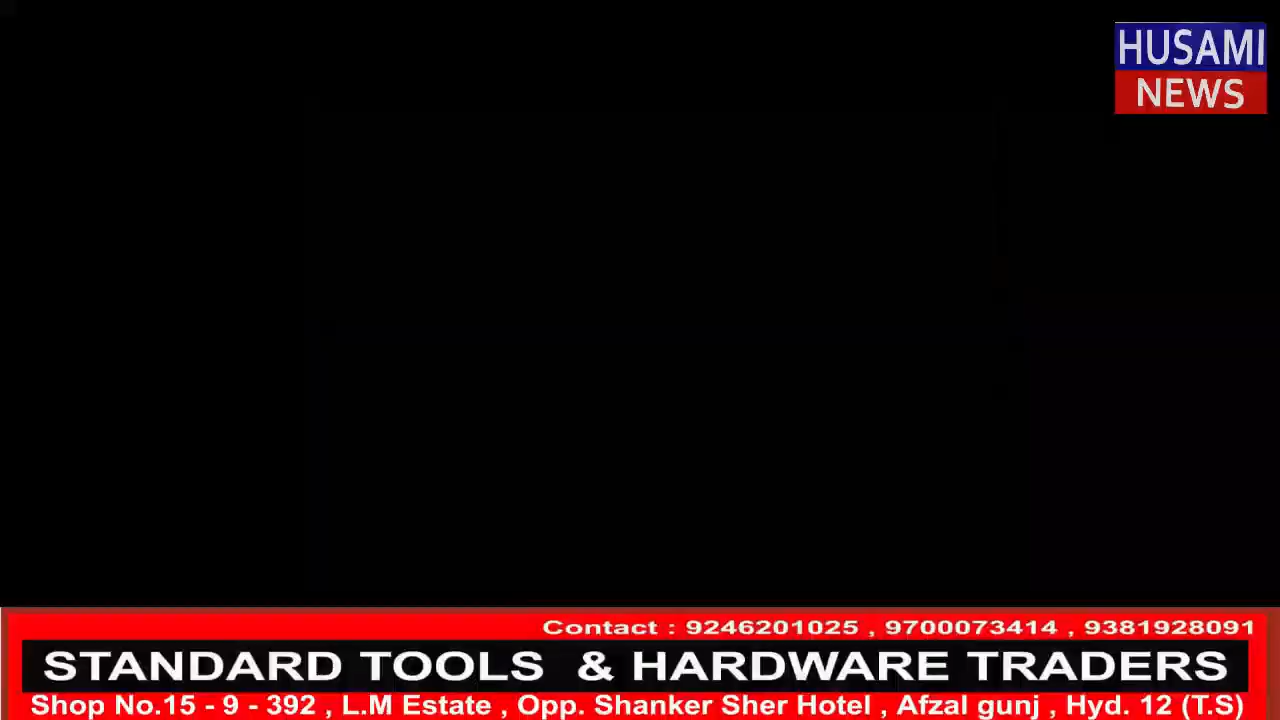 HUSAMI
NEWS
Contact : 9246201025 , 9700073414 , 9381928091
STANDARD TOOLS & HARDWARE TRADERS
Shop No.15 - 9 - 392 , L.M Estate , Opp. Shanker Sher Hotel , Afzal gunj , Hyd. 12 (T.S)